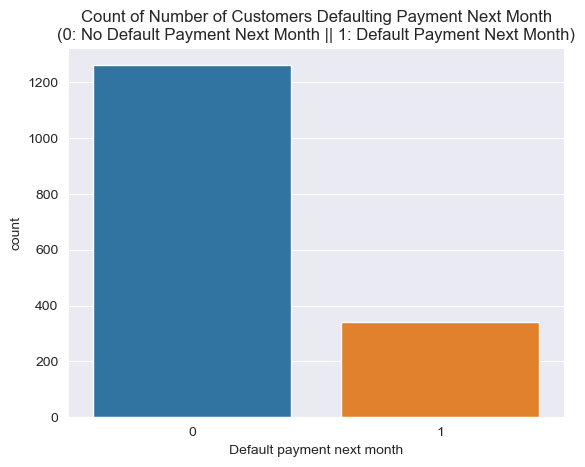 Count of Number of Customers Defaulting Payment Next Month
(0: No Default Payment Next Month || 1: Default Payment Next Month)
1200
1000
800
600
400
200
0
count
0 1
Default payment next month